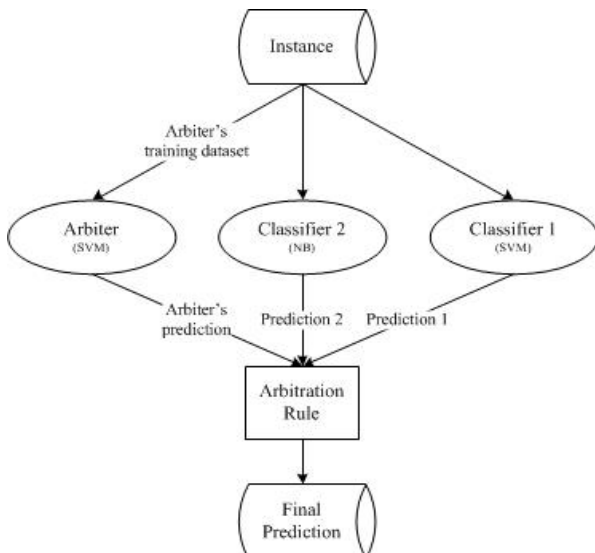 Instance
Arbiter's
training dataset
Arbiter
(SVM)
Classifier 2
(NB)
Classifier 1
(SVM)
Arbiter's
prediction
Prediction 2
Prediction 1
Arbitration
Rule
Final
Prediction